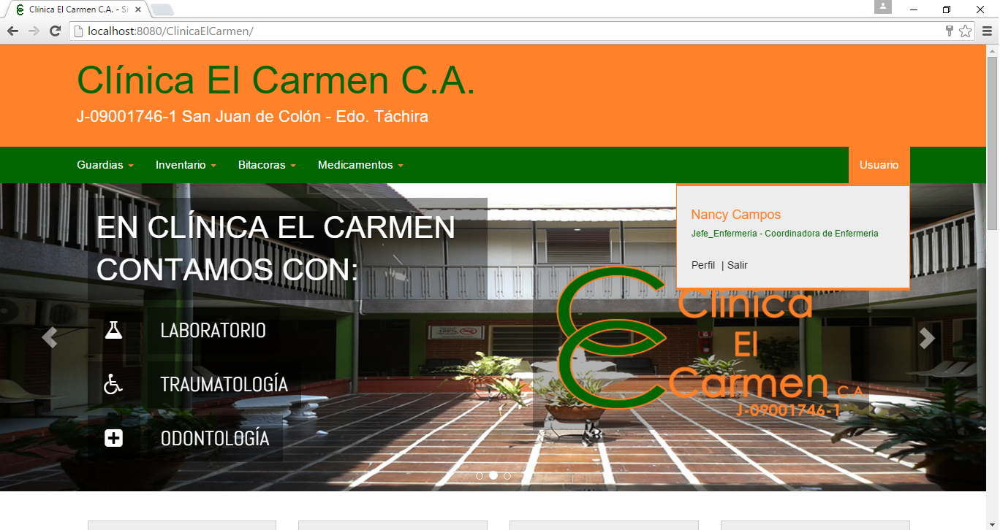 Clínica El Carmen C.A. - Si
localhost:8080/ClinicaElCarmen/
Clínica El Carmen C.A.
J-09001746-1 San Juan de Colón - Edo. Táchira
Guardias Inventario Bitacoras Medicamentos Usuario
Nancy Campos
Jefe_Enfermeria - Coordinadora de Enfermeria
Perfil | Salir
EN CLÍNICA EL CARMEN
CONTAMOS CON:
LABORATORIO
TRAUMATOLOGÍA
ODONTOLOGÍA
Clínica
El
Carmen C.A.
J-09001746-1